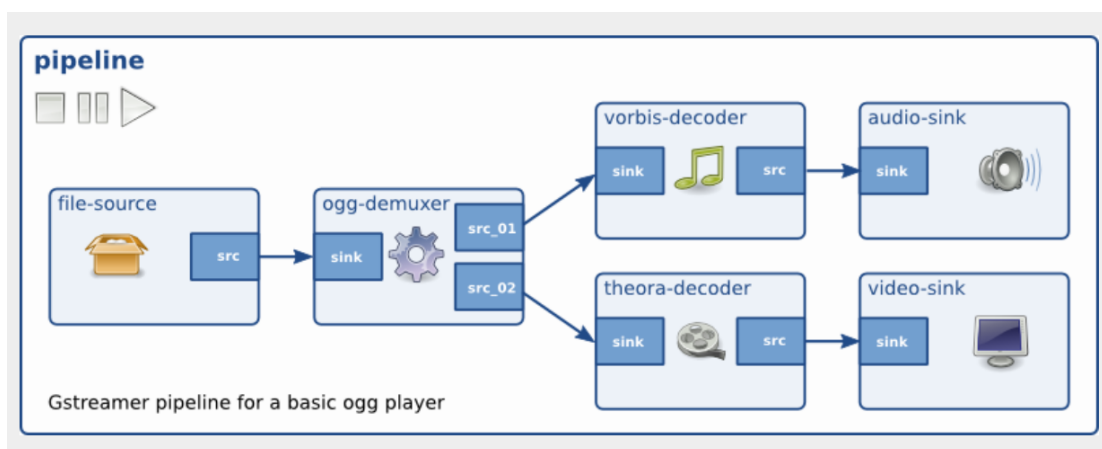 pipeline
file-source
src
ogg-demuxer
sink
src_01
src_02
vorbis-decoder
sink
src
audio-sink
sink
theora-decoder
sink
src
video-sink
sink
Gstreamer pipeline for a basic ogg player